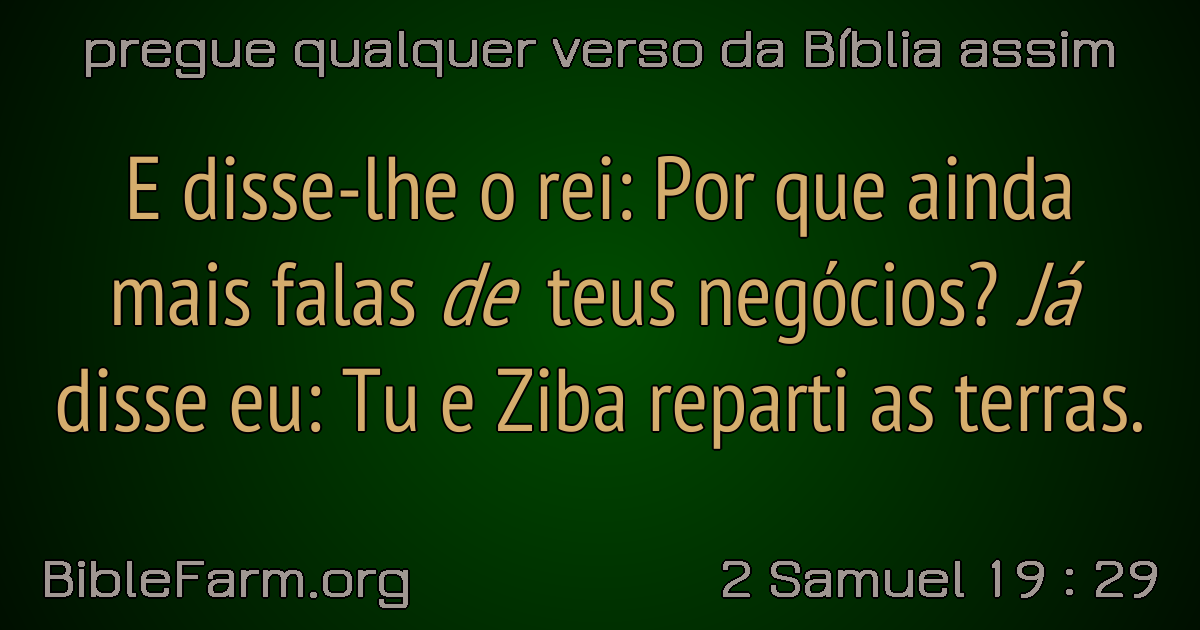 pregue qualquer verso da Bíblia assim
E disse-lhe o rei: Por que ainda
mais falas de teus negócios? Já
disse eu: Tu e Ziba reparti as terras.
BibleFarm.org
2 Samuel 19 : 29